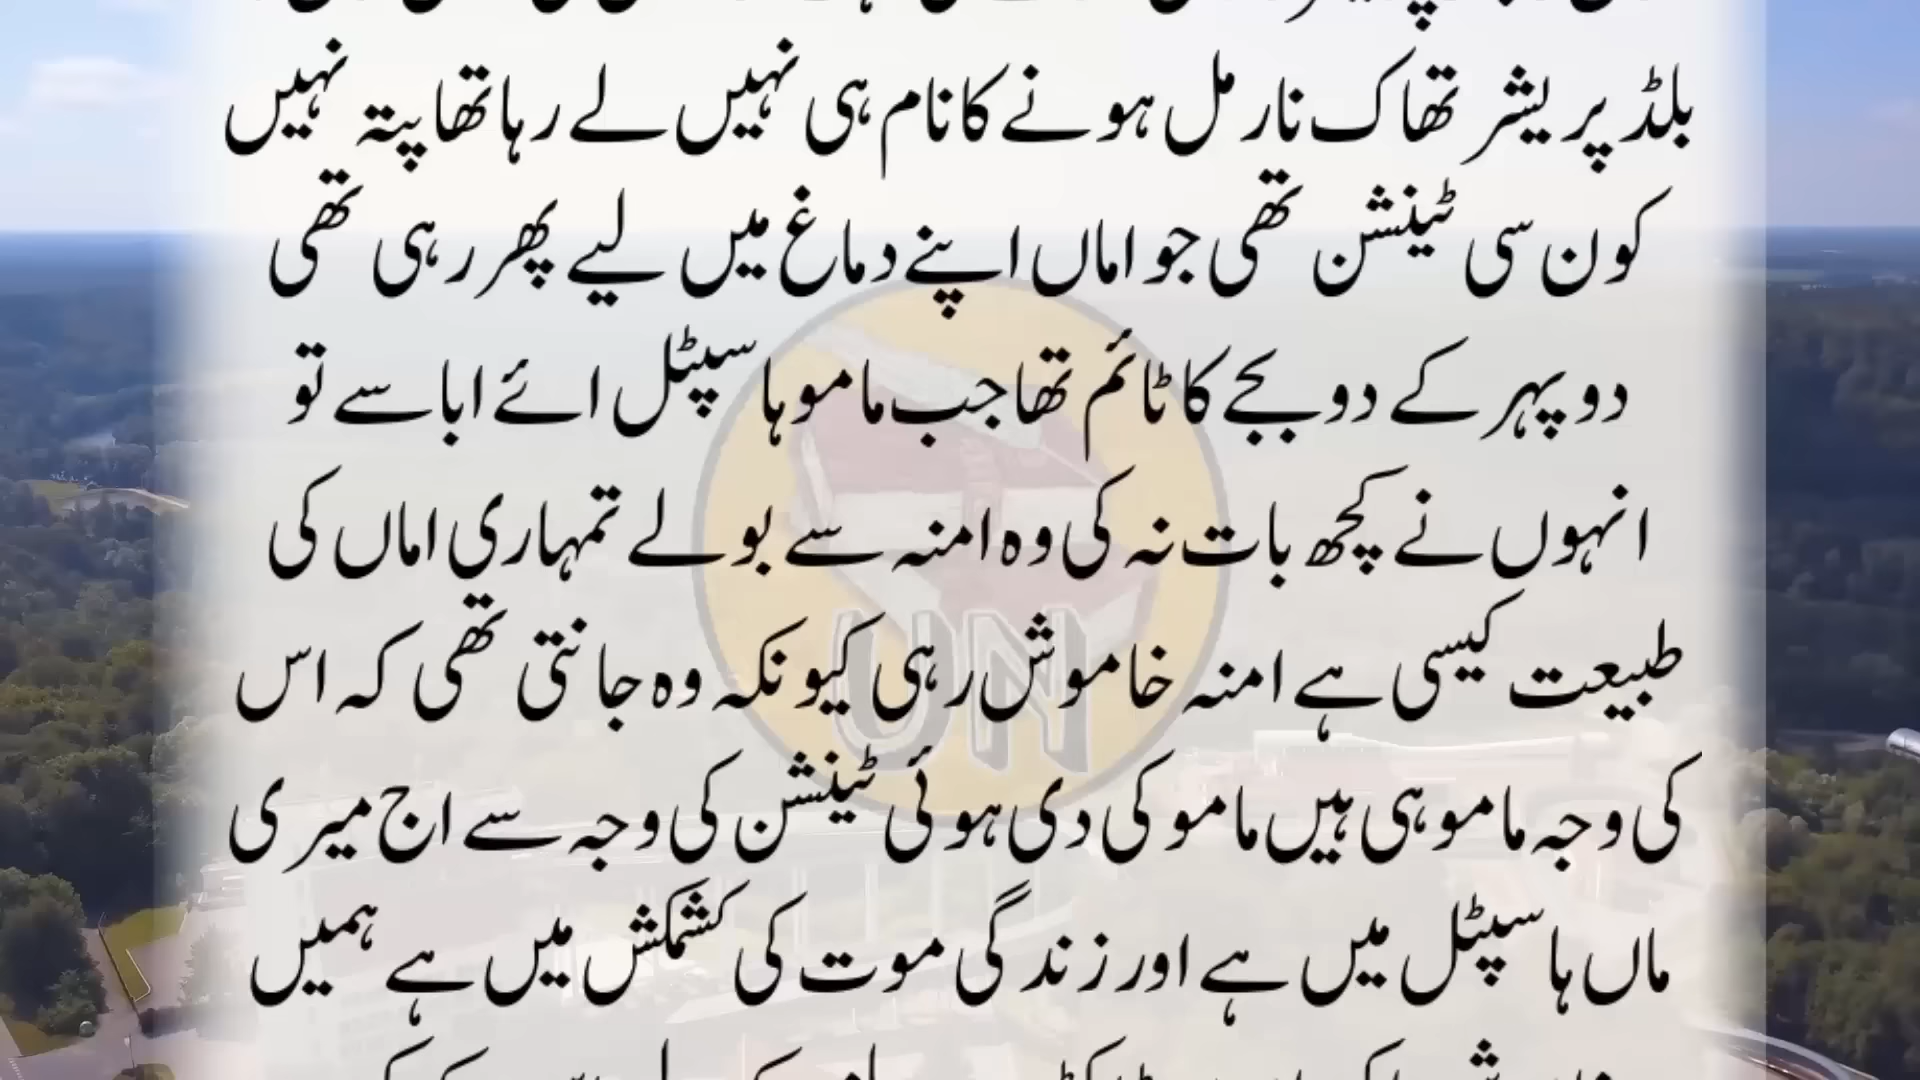 بلڈ پریشر تھا ک نارمل ہونے کا نام ہی نہیں لے رہا تھا پتہ نہیں
کون سی ٹینشن تھی جو اماں اپنے دماغ میں لیے پھر رہی تھی
دوپہر کے دو بجے کا ٹائم تھا جب مامو ہاسپٹل ائے ابا سے تو
انہوں نے کچھ بات نہ کی وہ امنہ سے بولے تمہاری اماں کی
طبیعت کیسی ہے امنہ خاموش رہی کیونکہ وہ جانتی تھی کہ اس
کی وجہ مامو ہی ہیں مامو کی دی ہوئی ٹینشن کی وجہ سے اج میری
ماں ہاسپٹل میں ہے اور زندگی موت کی کشمکش میں ہے ہمیں
UN